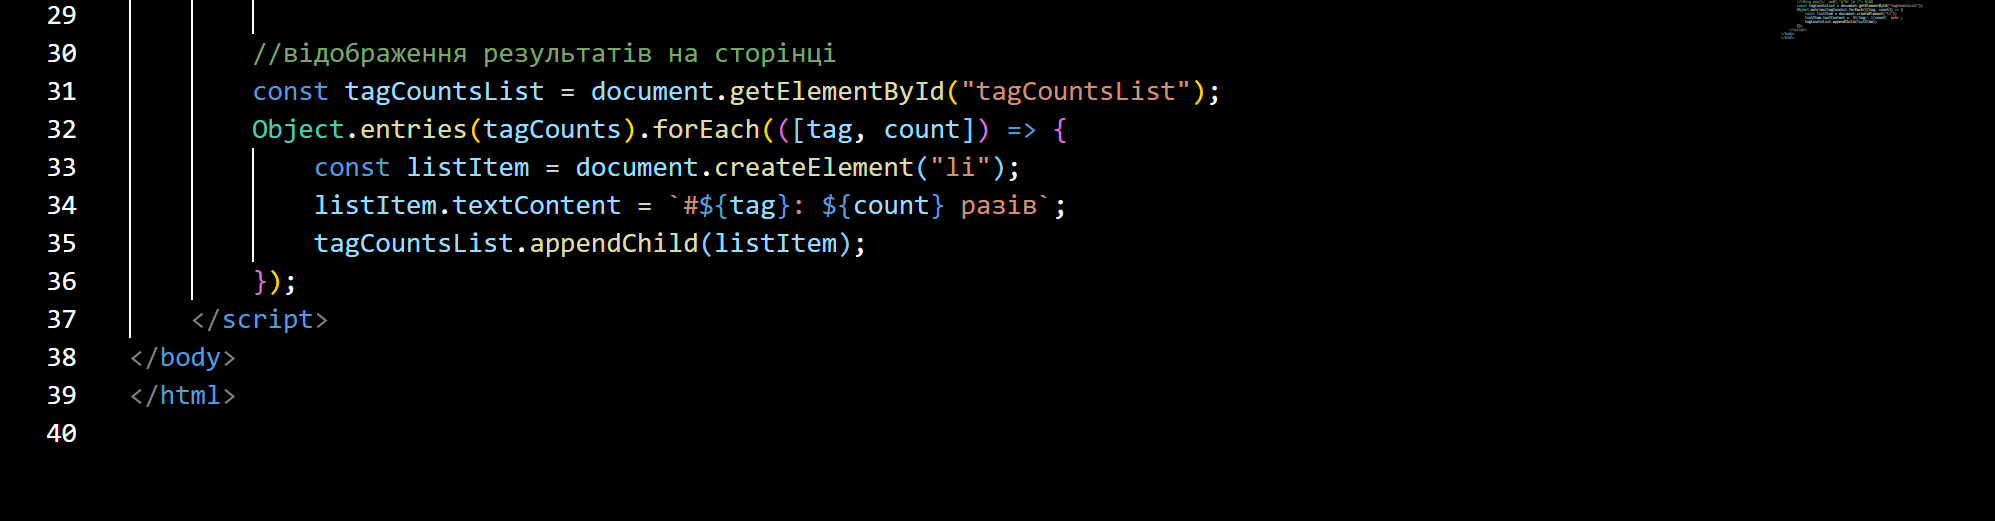 29
30 //відображення результатів на сторінці
31 const tagCountsList = document.getElementById("tagCountsList");
32 Object.entries(tagCounts).forEach(([tag, count]) => {
33 const listItem = document.createElement("li");
34 listItem.textContent = `#${tag}: ${count} разів`;
35 tagCountsList.appendChild(listItem);
36 });
37 </script>
38 </body>
39 </html>
40